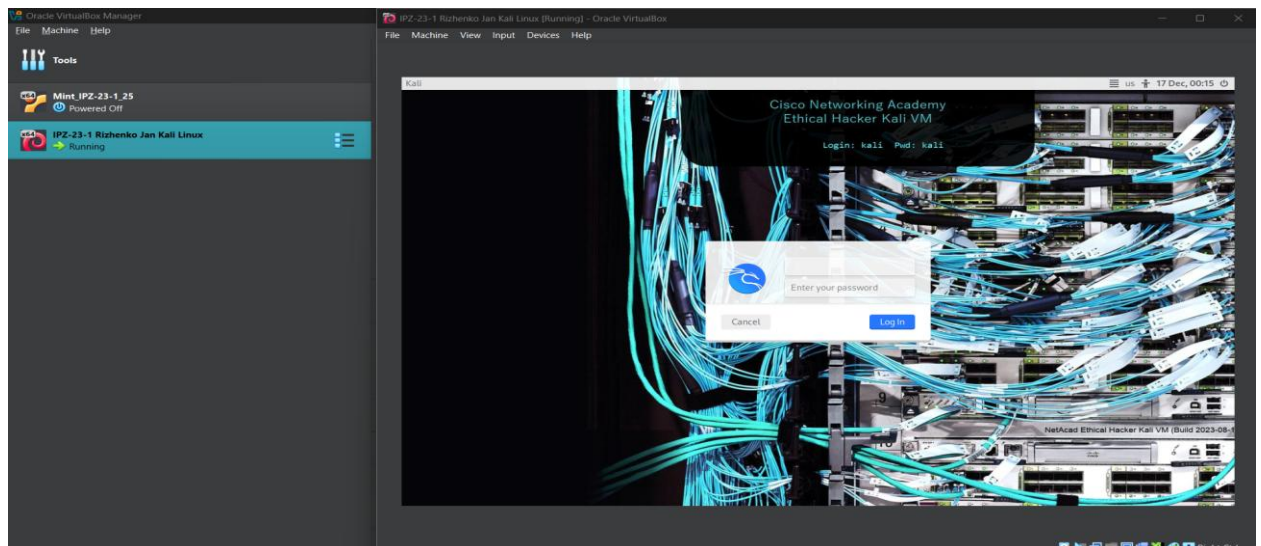 Oracle VirtualBox Manager
File Machine Help
Tools
Mint_IPZ-23-1_25
Powered Off
IPZ-23-1 Rizhenko Jan Kali Linux
Running
IPZ-23-1 Rizhenko Jan Kali Linux [Running] - Oracle VirtualBox
File Machine View Input Devices Help
Kali
us 17 Dec, 00:15
Cisco Networking Academy
Ethical Hacker Kali VM
Login: kali Pwd: kali
Enter your password
Cancel
Log In
9
NetAcad Ethical Hacker Kali VM (Build 2023-08-1